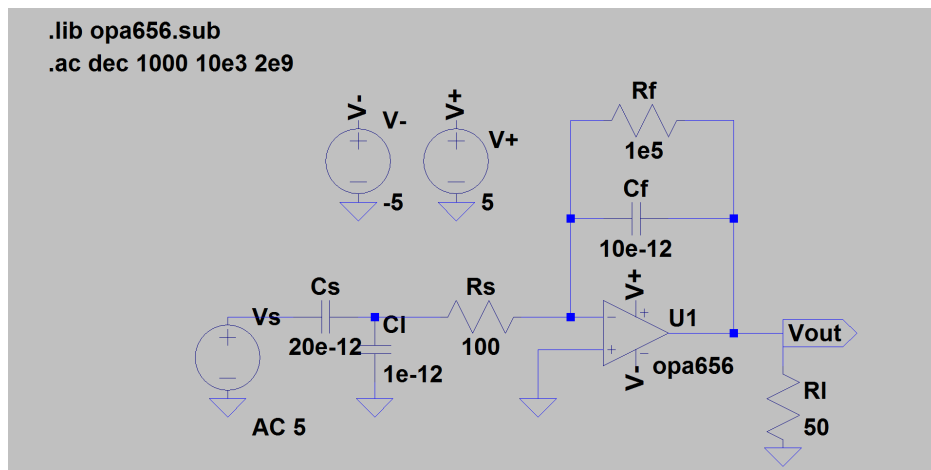 .lib opa656.sub
.ac dec 1000 10e3 2e9
V-
V-
-5
V+
V+
5
Rf
1e5
Cf
10e-12
Vs
AC 5
Cs
20e-12
Cl
1e-12
Rs
100
V+
U1
opa656
V-
Vout
Rl
50